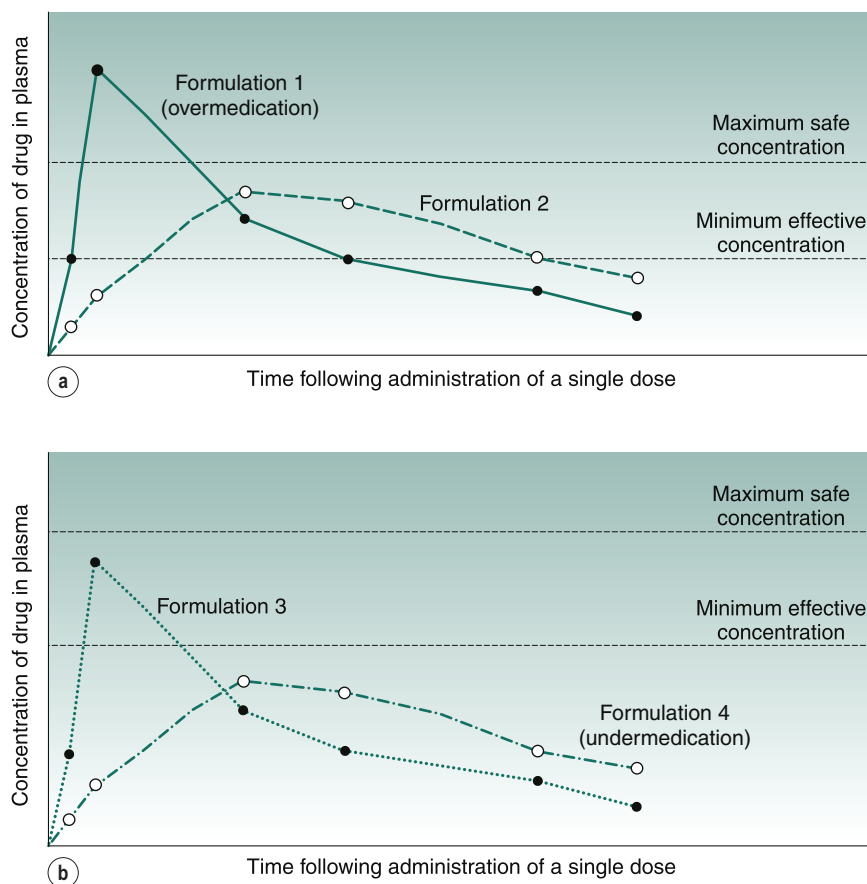 Concentration of drug in plasma
Formulation 1
(overmedication)
Maximum safe
concentration
Formulation 2
Minimum effective
concentration
a
Time following administration of a single dose
Concentration of drug in plasma
Maximum safe
concentration
Formulation 3
Minimum effective
concentration
Formulation 4
(undermedication)
b
Time following administration of a single dose